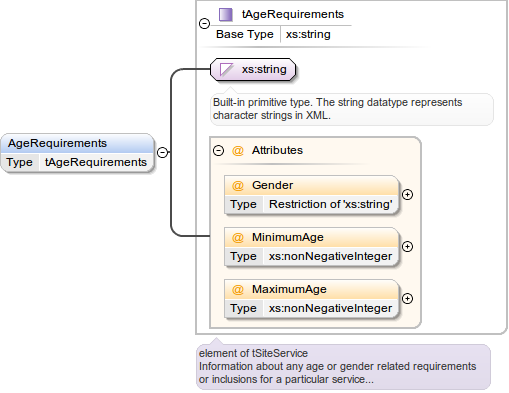 tAgeRequirements
Base Type xs:string
xs:string
Built-in primitive type. The string datatype represents
character strings in XML.
AgeRequirements
Type tAgeRequirements
@ Attributes
@ Gender
Type Restriction of 'xs:string'
@ MinimumAge
Type xs:nonNegativeInteger
@ MaximumAge
Type xs:nonNegativeInteger
element of tSiteService
Information about any age or gender related requirements
or inclusions for a particular service...